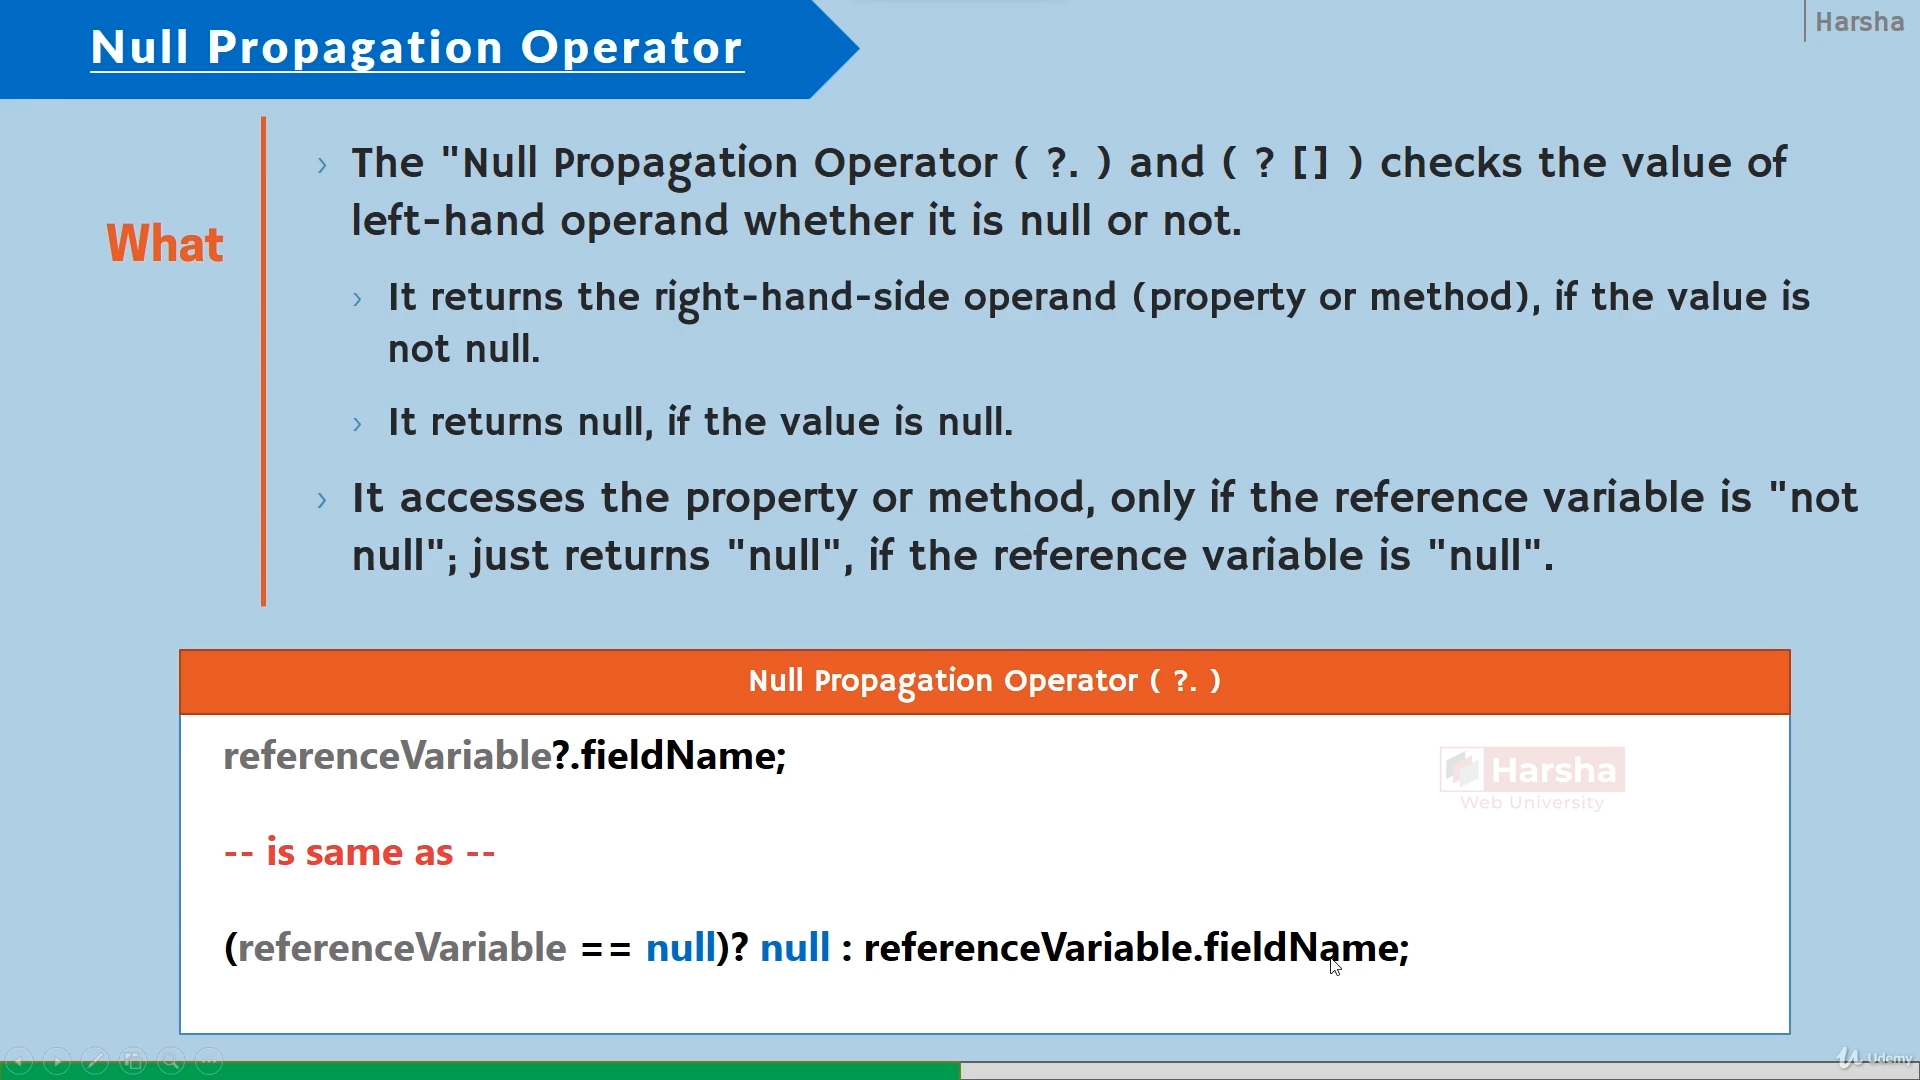 Null Propagation Operator
Harsha
What
The "Null Propagation Operator ( ?. ) and ( ? [] ) checks the value of
left-hand operand whether it is null or not.
It returns the right-hand-side operand (property or method), if the value is
not null.
It returns null, if the value is null.
It accesses the property or method, only if the reference variable is "not
null"; just returns "null", if the reference variable is "null".
Null Propagation Operator ( ?. )
referenceVariable?.fieldName;
Harsha
Web University
-- is same as --
(referenceVariable == null)? null : referenceVariable.fieldName;
Udemy